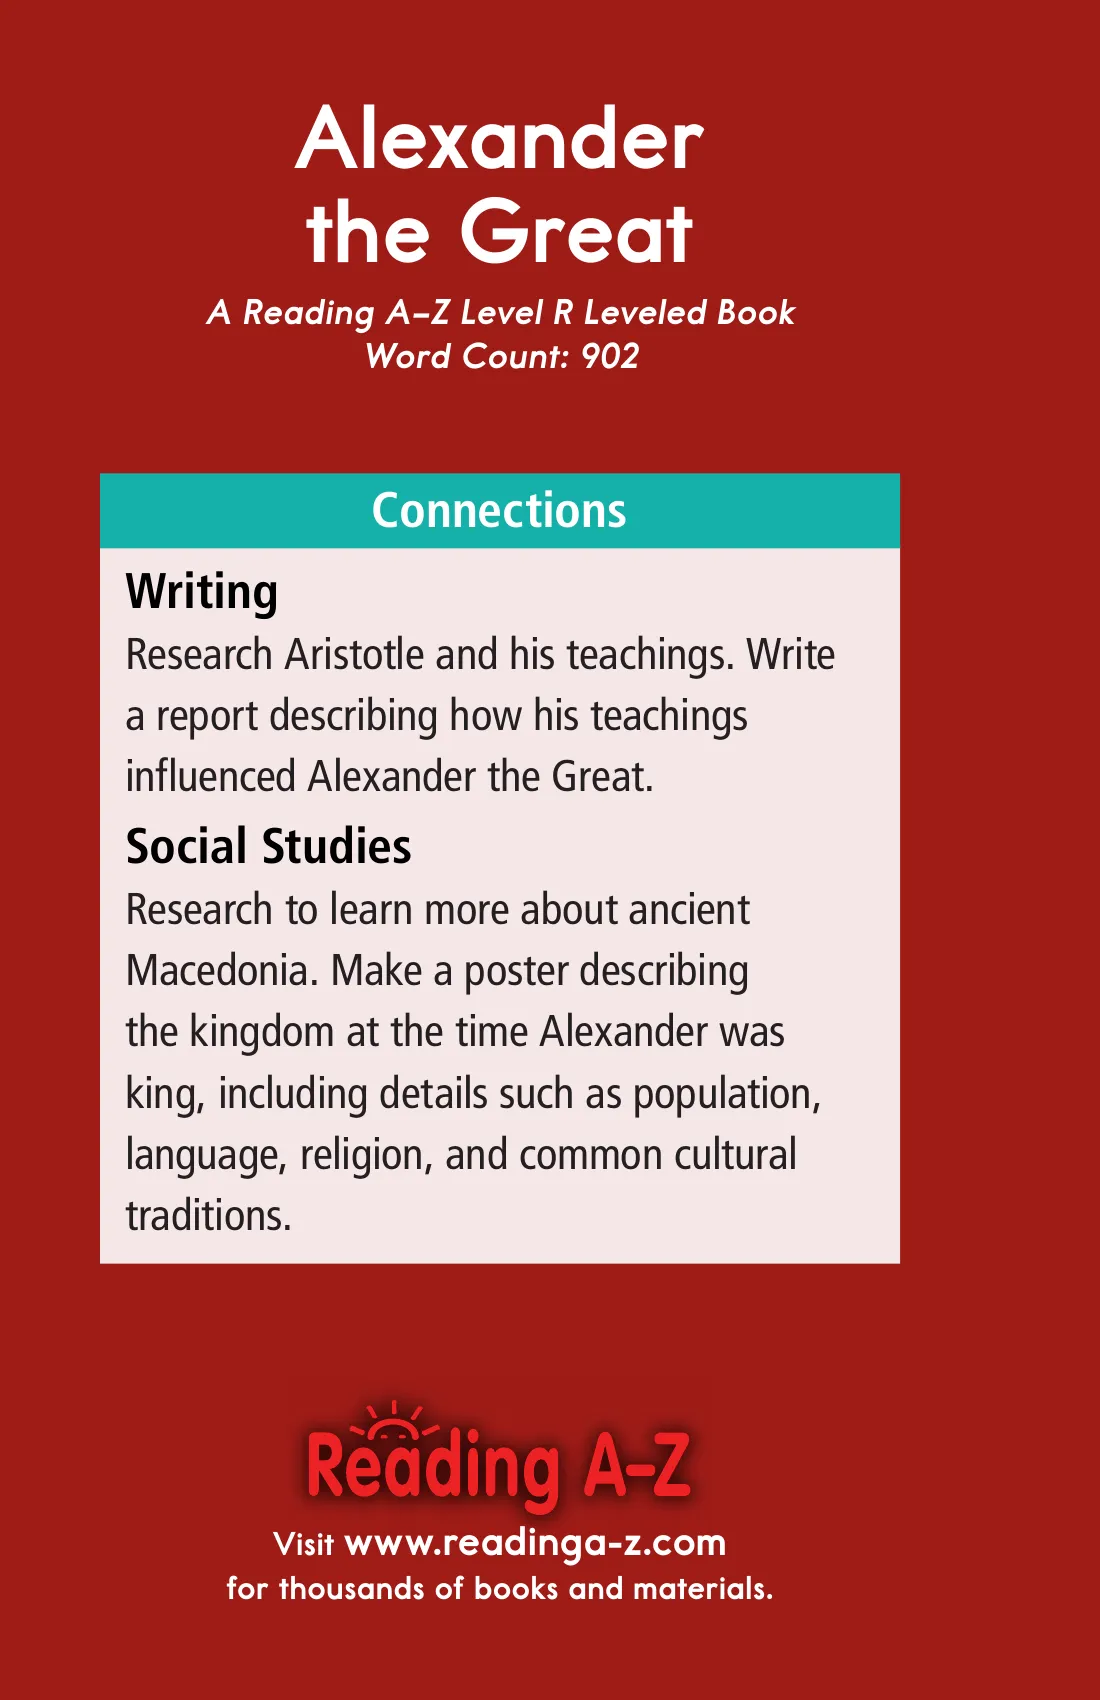 Alexander
the Great
A Reading A–Z Level R Leveled Book
Word Count: 902
Connections
Writing
Research Aristotle and his teachings. Write
a report describing how his teachings
influenced Alexander the Great.
Social Studies
Research to learn more about ancient
Macedonia. Make a poster describing
the kingdom at the time Alexander was
king, including details such as population,
language, religion, and common cultural
traditions.
Reading A–Z
Visit www.readinga-z.com
for thousands of books and materials.